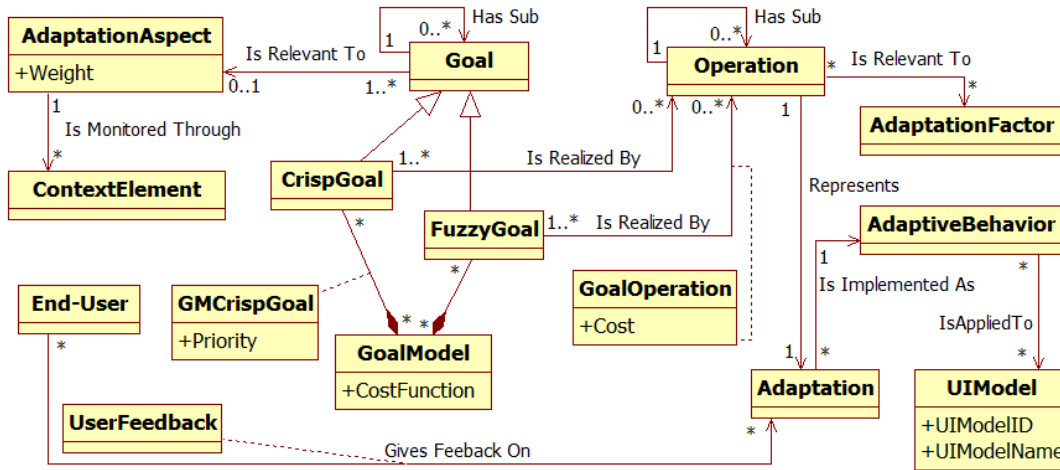 Has Sub
Has Sub
0..*
0..*
AdaptationAspect
+Weight
Is Relevant To
1
Goal
1
Operation
*
Is Relevant To
0..1
1..*
*
1
Is Monitored Through
*
0..*
0..*
1
AdaptationFactor
ContextElement
CrispGoal
1..*
Is Realized By
Represents
FuzzyGoal
1..*
Is Realized By
AdaptiveBehavior
*
*
1
*
End-User
*
GMCrispGoal
+Priority
GoalOperation
+Cost
Is Implemented As
IsAppliedTo
*
*
GoalModel
+CostFunction
1
*
*
Adaptation
UIModel
+UIModelID
+UIModelName
UserFeedback
*
Gives Feeback On